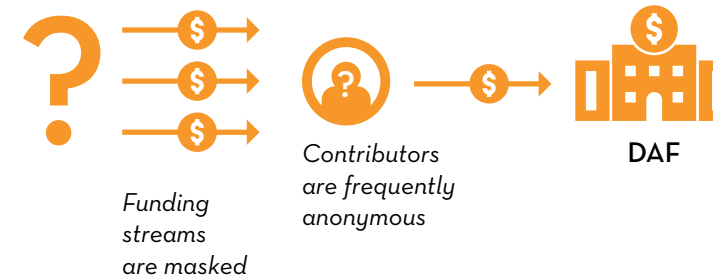 ?
$
$
$
?
$
$
Contributors
are frequently
anonymous
DAF
Funding
streams
are masked